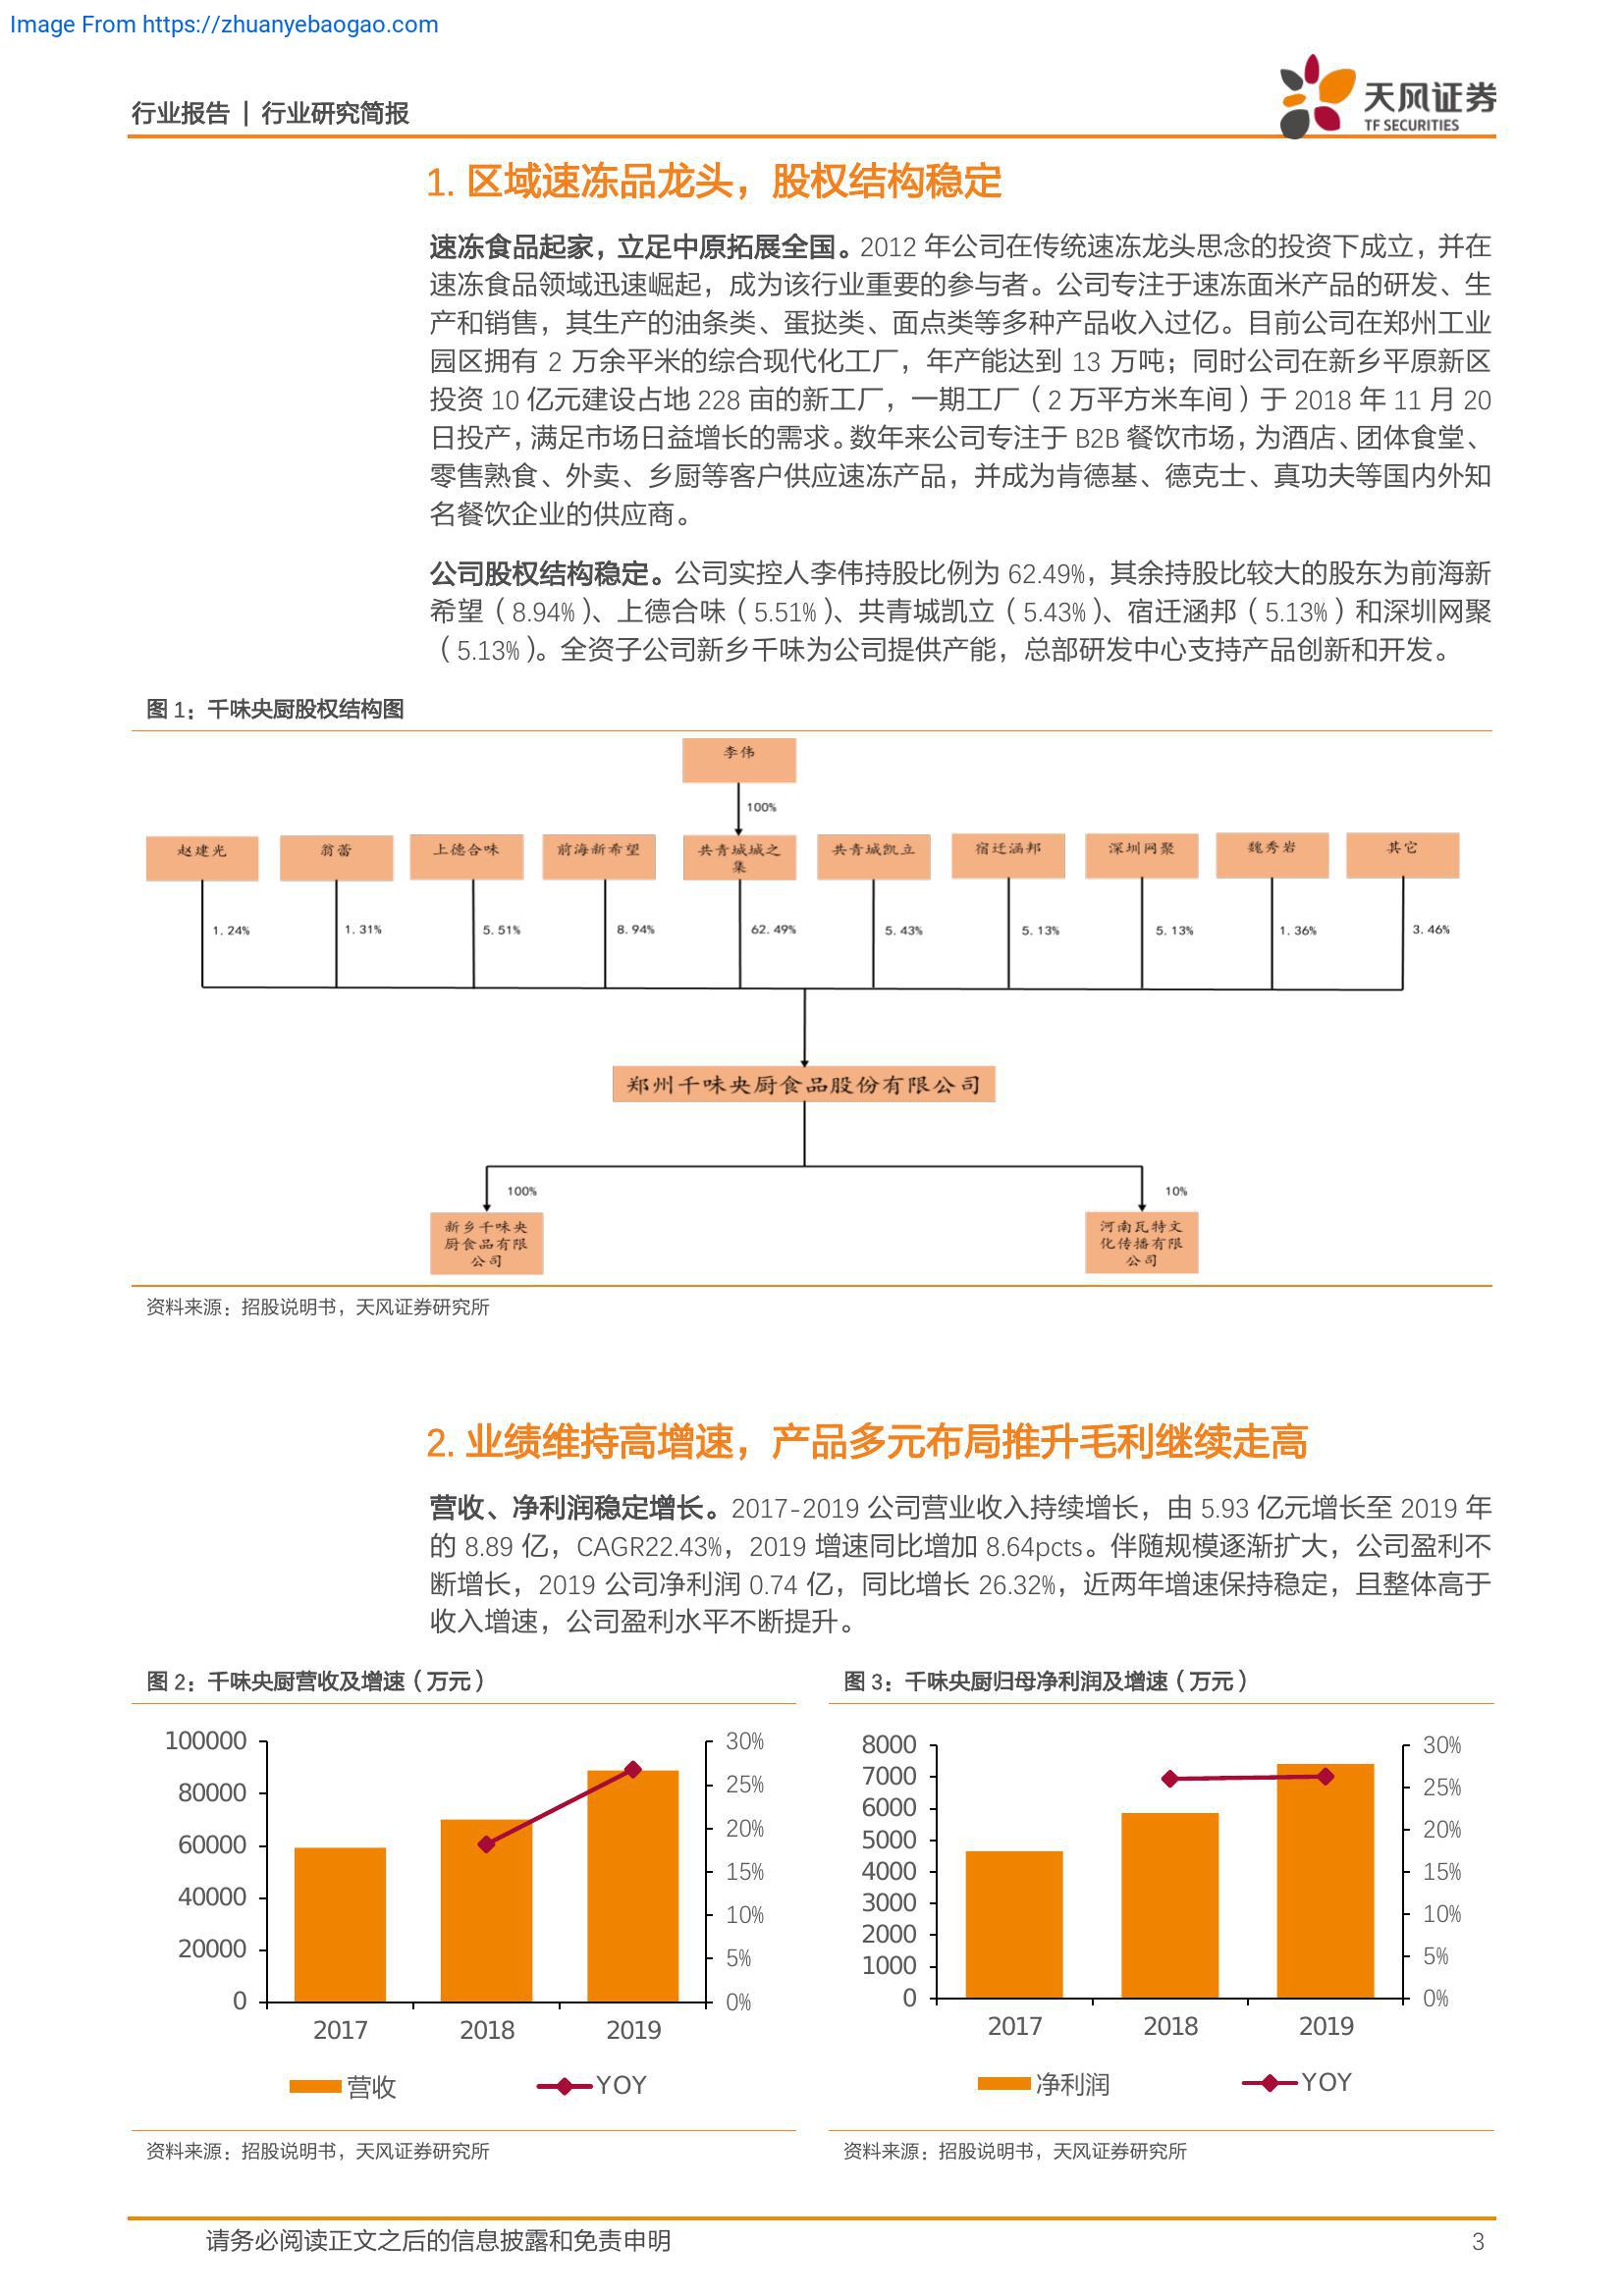 Image From https://zhuanyebaogao.com
行业报告 | 行业研究简报
天风证券
TF SECURITIES
1. 区域速冻品龙头，股权结构稳定
速冻食品起家，立足中原拓展全国。2012 年公司在传统速冻龙头思念的投资下成立，并在
速冻食品领域迅速崛起，成为该行业重要的参与者。公司专注于速冻面米产品的研发、生
产和销售，其生产的油条类、蛋挞类、面点类等多种产品收入过亿。目前公司在郑州工业
园区拥有 2 万余平米的综合现代化工厂，年产能达到 13 万吨；同时公司在新乡平原新区
投资 10 亿元建设占地 228 亩的新工厂，一期工厂（2 万平方米车间）于 2018 年 11 月 20
日投产，满足市场日益增长的需求。数年来公司专注于 B2B 餐饮市场，为酒店、团体食堂、
零售熟食、外卖、乡厨等客户供应速冻产品，并成为肯德基、德克士、真功夫等国内外知
名餐饮企业的供应商。
公司股权结构稳定。公司实控人李伟持股比例为 62.49%，其余持股比较大的股东为前海新
希望（8.94%）、上德合味（5.51%）、共青城凯立（5.43%）、宿迁涵邦（5.13%）和深圳网聚
（5.13%）。全资子公司新乡千味为公司提供产能，总部研发中心支持产品创新和开发。
图 1：千味央厨股权结构图
李伟
100%
赵建光 翁蕾 上德合味 前海新希望 共青城城之 共青城凯立 宿迁涵邦 深圳网聚 魏秀岩 其它
集
1.24% 1.31% 5.51% 8.94% 62.49% 5.43% 5.13% 5.13% 1.36% 3.46%
郑州千味央厨食品股份有限公司
100% 10%
新乡千味央
厨食品有限
公司
河南瓦特文
化传播有限
公司
资料来源：招股说明书，天风证券研究所
2. 业绩维持高增速，产品多元布局推升毛利继续走高
营收、净利润稳定增长。2017-2019 公司营业收入持续增长，由 5.93 亿元增长至 2019 年
的 8.89 亿，CAGR22.43%，2019 增速同比增加 8.64pcts。伴随规模逐渐扩大，公司盈利不
断增长，2019 公司净利润 0.74 亿，同比增长 26.32%，近两年增速保持稳定，且整体高于
收入增速，公司盈利水平不断提升。
图 2：千味央厨营收及增速（万元）
100000
80000
60000
40000
20000
0
30%
25%
20%
15%
10%
5%
0%
2017 2018 2019
营收 YOY
资料来源：招股说明书，天风证券研究所
图 3：千味央厨归母净利润及增速（万元）
8000
7000
6000
5000
4000
3000
2000
1000
0
30%
25%
20%
15%
10%
5%
0%
2017 2018 2019
净利润 YOY
资料来源：招股说明书，天风证券研究所
请务必阅读正文之后的信息披露和免责申明 3